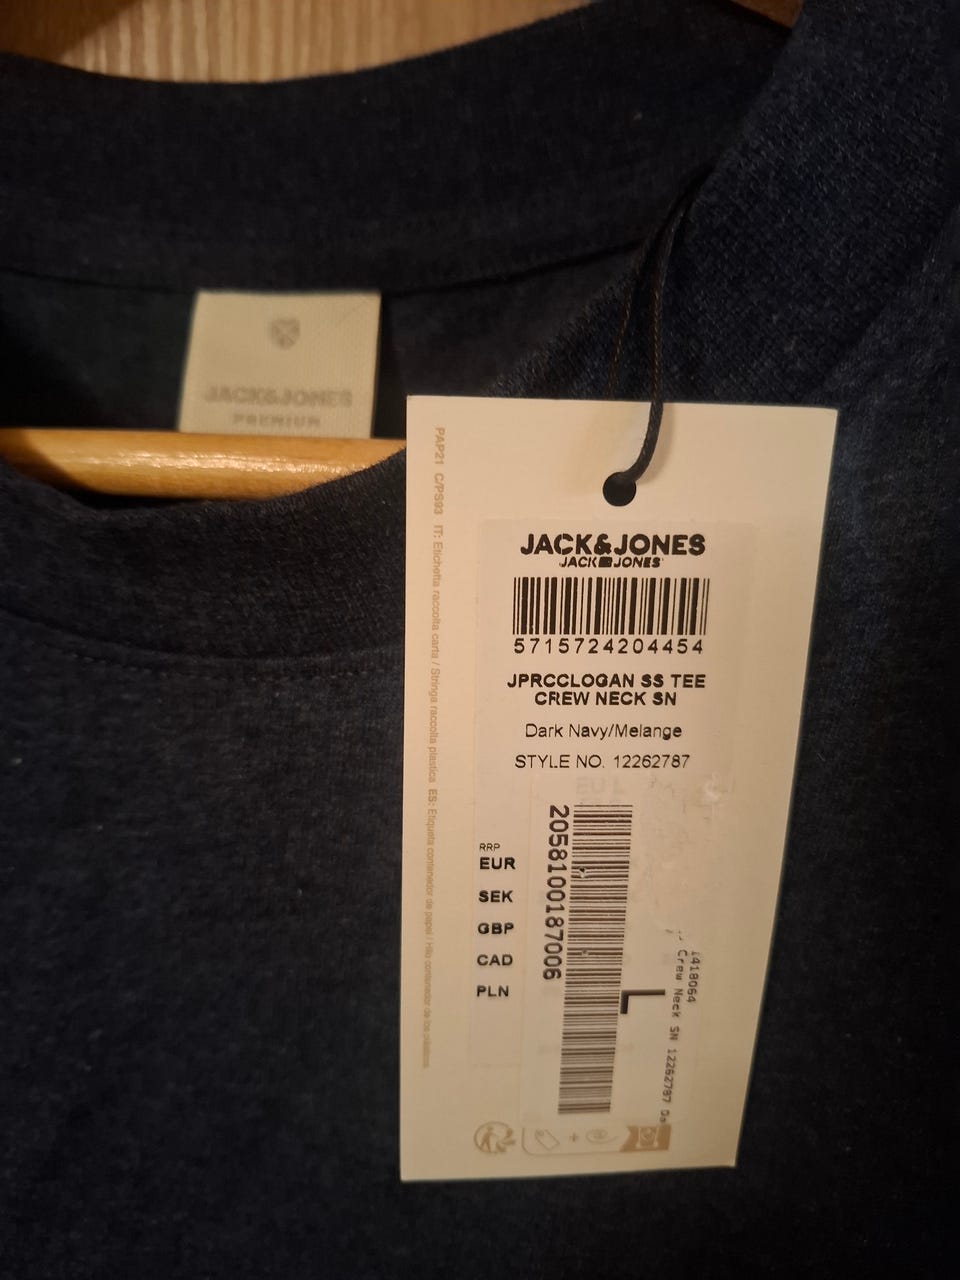 JACK&JONES
PREMIUM
PAP21 C/PS93 IT: Etichetta raccolta carta / Stringa raccolta plastica ES: Etiqueta contenedor de papel / Hilo contenedor de los plásticos
JACK&JONES
JACK JONES
5715724204454
JPRCCLOGAN SS TEE
CREW NECK SN
Dark Navy/Melange
STYLE NO. 12262787
EU L
RRP
EUR
SEK
GBP
CAD
PLN
2058100187006
L
1418064
Crew Neck SN 12262787